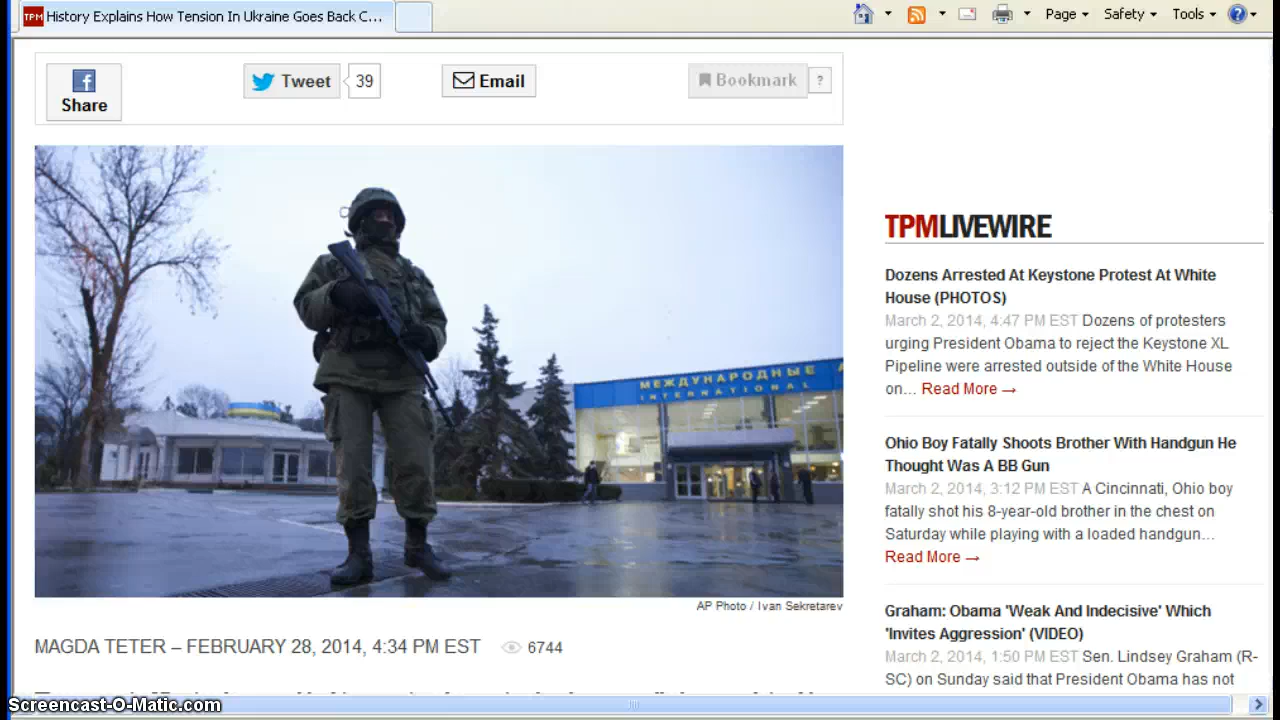 TPM History Explains How Tension In Ukraine Goes Back C...
Page Safety Tools
Share
Tweet 39
Email
Bookmark ?
МЕЖДУНАРОДНЫЕ А
INTERNATIONAL
AP Photo / Ivan Sekretarev
MAGDA TETER – FEBRUARY 28, 2014, 4:34 PM EST 6744
TPMLIVEWIRE
Dozens Arrested At Keystone Protest At White
House (PHOTOS)
March 2, 2014, 4:47 PM EST Dozens of protesters
urging President Obama to reject the Keystone XL
Pipeline were arrested outside of the White House
on... Read More →
Ohio Boy Fatally Shoots Brother With Handgun He
Thought Was A BB Gun
March 2, 2014, 3:12 PM EST A Cincinnati, Ohio boy
fatally shot his 8-year-old brother in the chest on
Saturday while playing with a loaded handgun...
Read More →
Graham: Obama 'Weak And Indecisive' Which
'Invites Aggression' (VIDEO)
March 2, 2014, 1:50 PM EST Sen. Lindsey Graham (R-
SC) on Sunday said that President Obama has not
Screencast-O-Matic.com